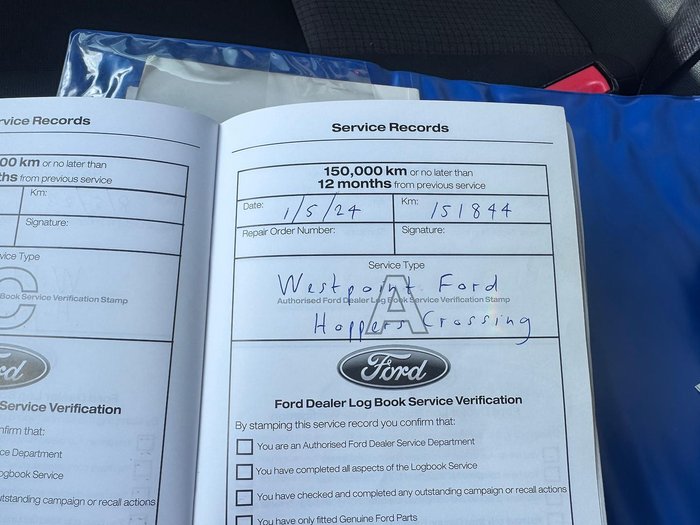 rvice Records
00 km or no later than
ths from previous service
Km:
Signature:
vice Type
C
Book Service Verification Stamp
rd
Service Verification
nfirm that:
ce Department
ogbook Service
utstanding campaign or recall actions
Service Records
150,000 km or no later than
12 months from previous service
Date: 1/5/24 Km: 151844
Repair Order Number: Signature:
Service Type
Westpoint Ford
A
Authorised Ford Dealer Log Book Service Verification Stamp
Hoppers Crossing
Ford
Ford Dealer Log Book Service Verification
By stamping this service record you confirm that:
You are an Authorised Ford Dealer Service Department
You have completed all aspects of the Logbook Service
You have checked and completed any outstanding campaign or recall actions
You have only fitted Genuine Ford Parts